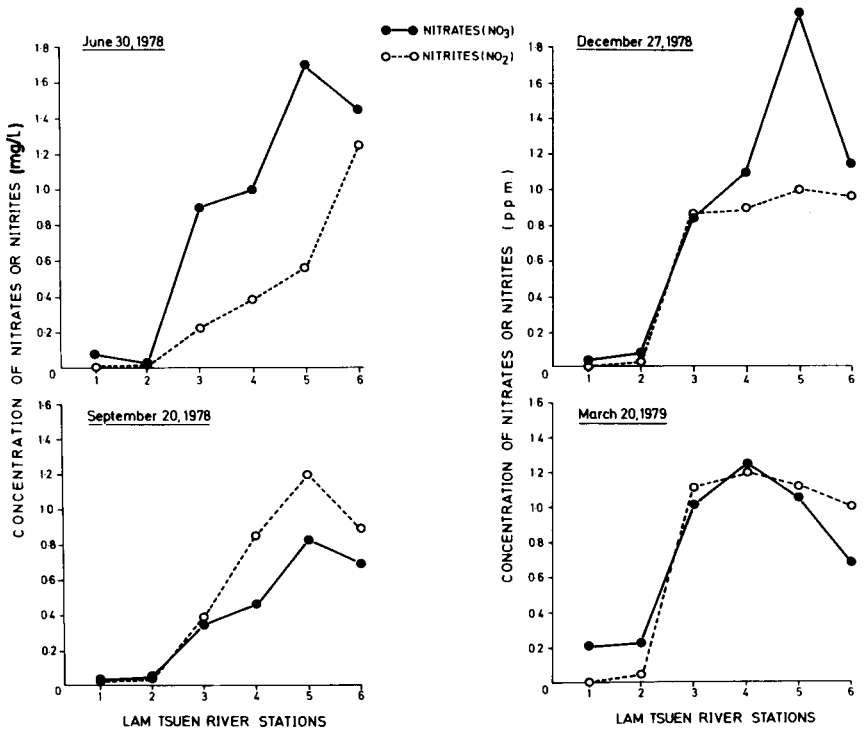 June 30, 1978
NITRATES (NO3)
NITRITES (NO2)
December 27, 1978
CONCENTRATION OF NITRATES OR NITRITES (mg/l)
1·8
1·6
1·4
1·2
1·0
0·8
0·6
0·4
0·2
0
1 2 3 4 5 6
CONCENTRATION OF NITRATES OR NITRITES (ppm)
1·8
1·6
1·4
1·2
1·0
0·8
0·6
0·4
0·2
0
1 2 3 4 5 6
September 20, 1978
1·6
1·4
1·2
1·0
0·8
0·6
0·4
0·2
0
1 2 3 4 5 6
LAM TSUEN RIVER STATIONS
March 20, 1979
1·6
1·4
1·2
1·0
0·8
0·6
0·4
0·2
0
1 2 3 4 5 6
LAM TSUEN RIVER STATIONS